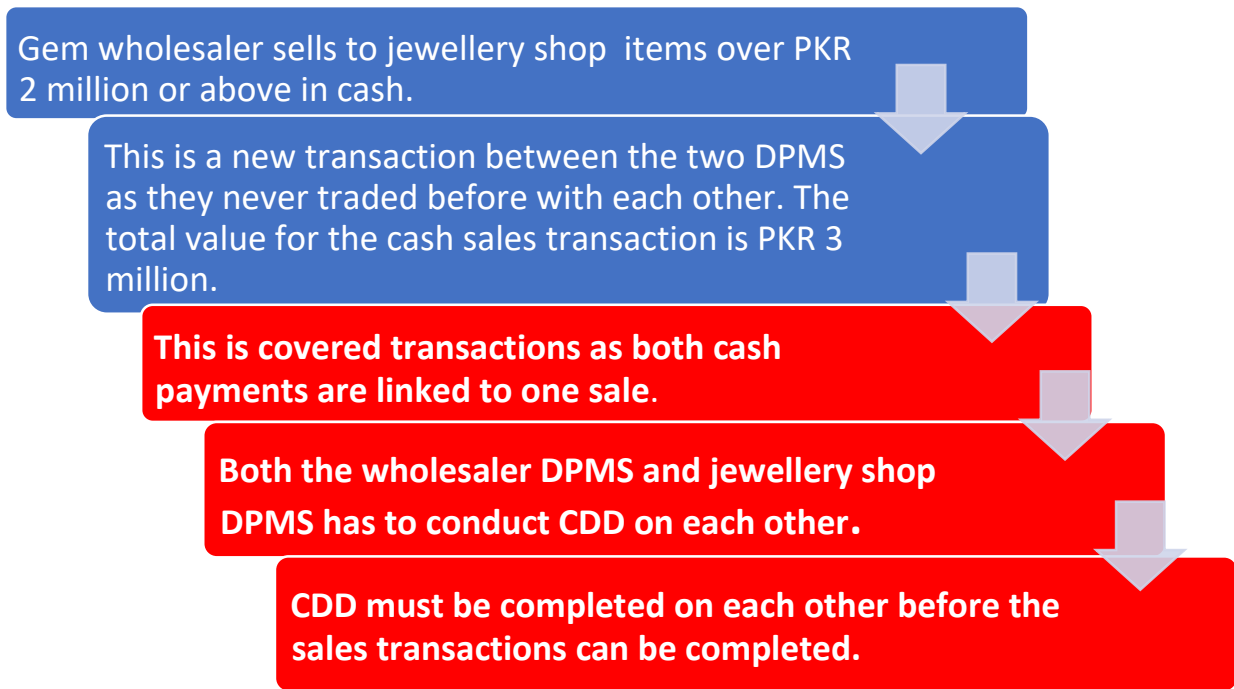 Gem wholesaler sells to jewellery shop items over PKR
2 million or above in cash.
This is a new transaction between the two DPMS
as they never traded before with each other. The
total value for the cash sales transaction is PKR 3
million.
This is covered transactions as both cash
payments are linked to one sale.
Both the wholesaler DPMS and jewellery shop
DPMS has to conduct CDD on each other.
CDD must be completed on each other before the
sales transactions can be completed.